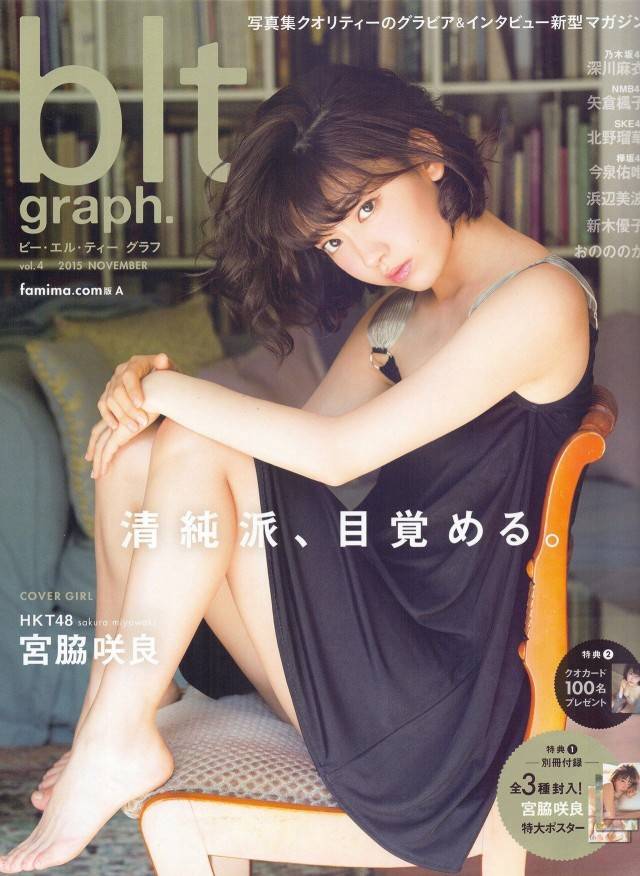 写真集クオリティーのグラビア&インタビュー新型マガジン
blt
graph.
ビー・エル・ティー グラフ
vol.4 2015 NOVEMBER
famima.com版 A
乃木坂4
深川麻衣
NMB4
矢倉楓子
SKE4
北野瑠華
欅坂4
今泉佑唯
浜辺美波
新木優子
おのののか
清純派、目覚める。
COVER GIRL
HKT48 sakura miyawaki
宮脇咲良
特典❷
クオカード
100名
プレゼント
特典❶
別冊付録
全3種封入!
宮脇咲良
特大ポスター